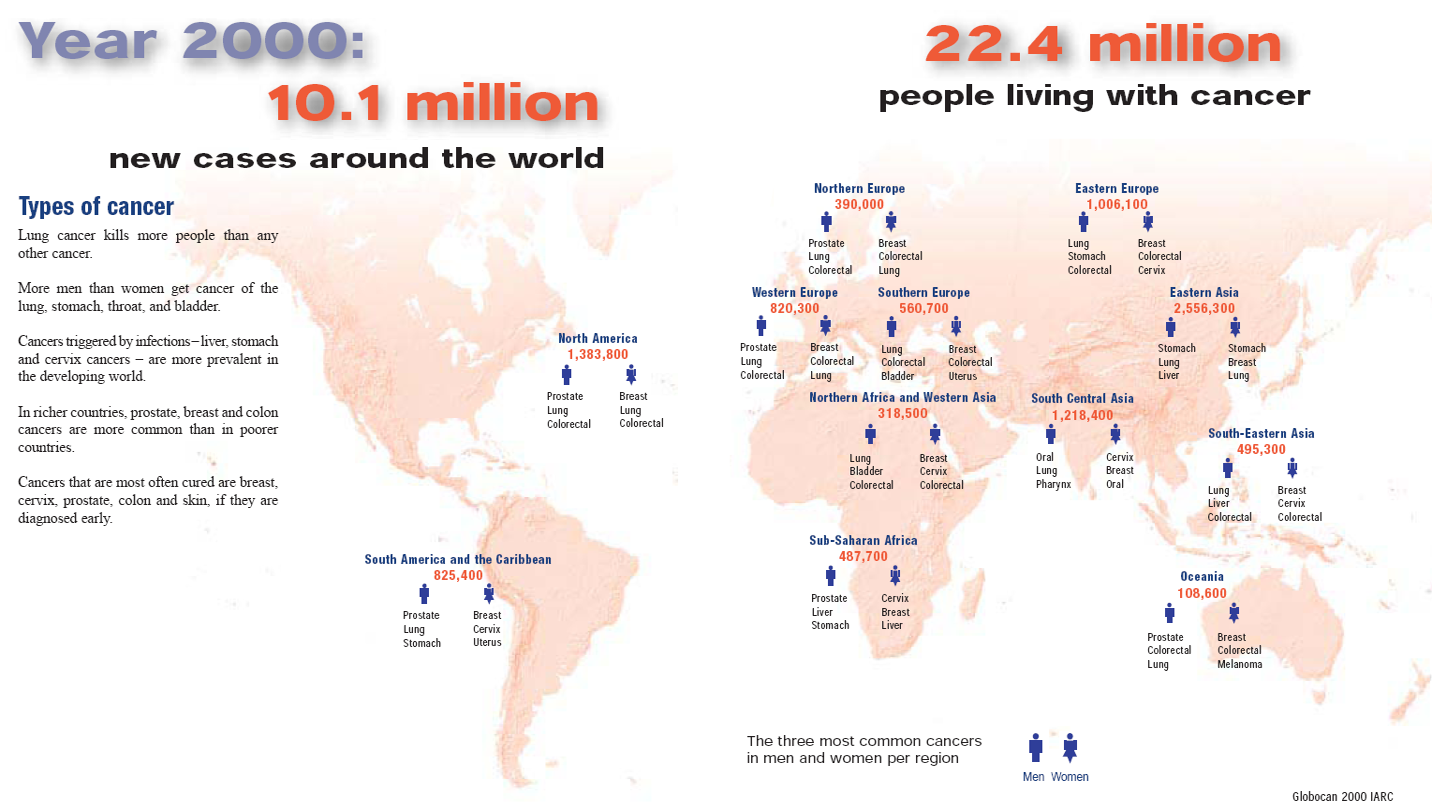 Year 2000:
10.1 million
new cases around the world
22.4 million
people living with cancer
Types of cancer
Lung cancer kills more people than any
other cancer.
More men than women get cancer of the
lung, stomach, throat, and bladder.
Cancers triggered by infections–liver, stomach
and cervix cancers – are more prevalent in
the developing world.
In richer countries, prostate, breast and colon
cancers are more common than in poorer
countries.
Cancers that are most often cured are breast,
cervix, prostate, colon and skin, if they are
diagnosed early.
North America
1,383,800
Prostate
Lung
Colorectal
Breast
Lung
Colorectal
South America and the Caribbean
825,400
Prostate
Lung
Stomach
Breast
Cervix
Uterus
Northern Europe
390,000
Prostate
Lung
Colorectal
Breast
Colorectal
Lung
Eastern Europe
1,006,100
Lung
Stomach
Colorectal
Breast
Colorectal
Cervix
Western Europe
820,300
Prostate
Lung
Colorectal
Breast
Colorectal
Lung
Southern Europe
560,700
Lung
Colorectal
Bladder
Breast
Colorectal
Uterus
Eastern Asia
2,556,300
Stomach
Lung
Liver
Stomach
Breast
Lung
Northern Africa and Western Asia
318,500
Lung
Bladder
Colorectal
Breast
Cervix
Colorectal
South Central Asia
1,218,400
Oral
Lung
Pharynx
Cervix
Breast
Oral
South-Eastern Asia
495,300
Lung
Liver
Colorectal
Breast
Cervix
Colorectal
Sub-Saharan Africa
487,700
Prostate
Liver
Stomach
Cervix
Breast
Liver
Oceania
108,600
Prostate
Colorectal
Lung
Breast
Colorectal
Melanoma
The three most common cancers
in men and women per region
Men Women
Globocan 2000 IARC